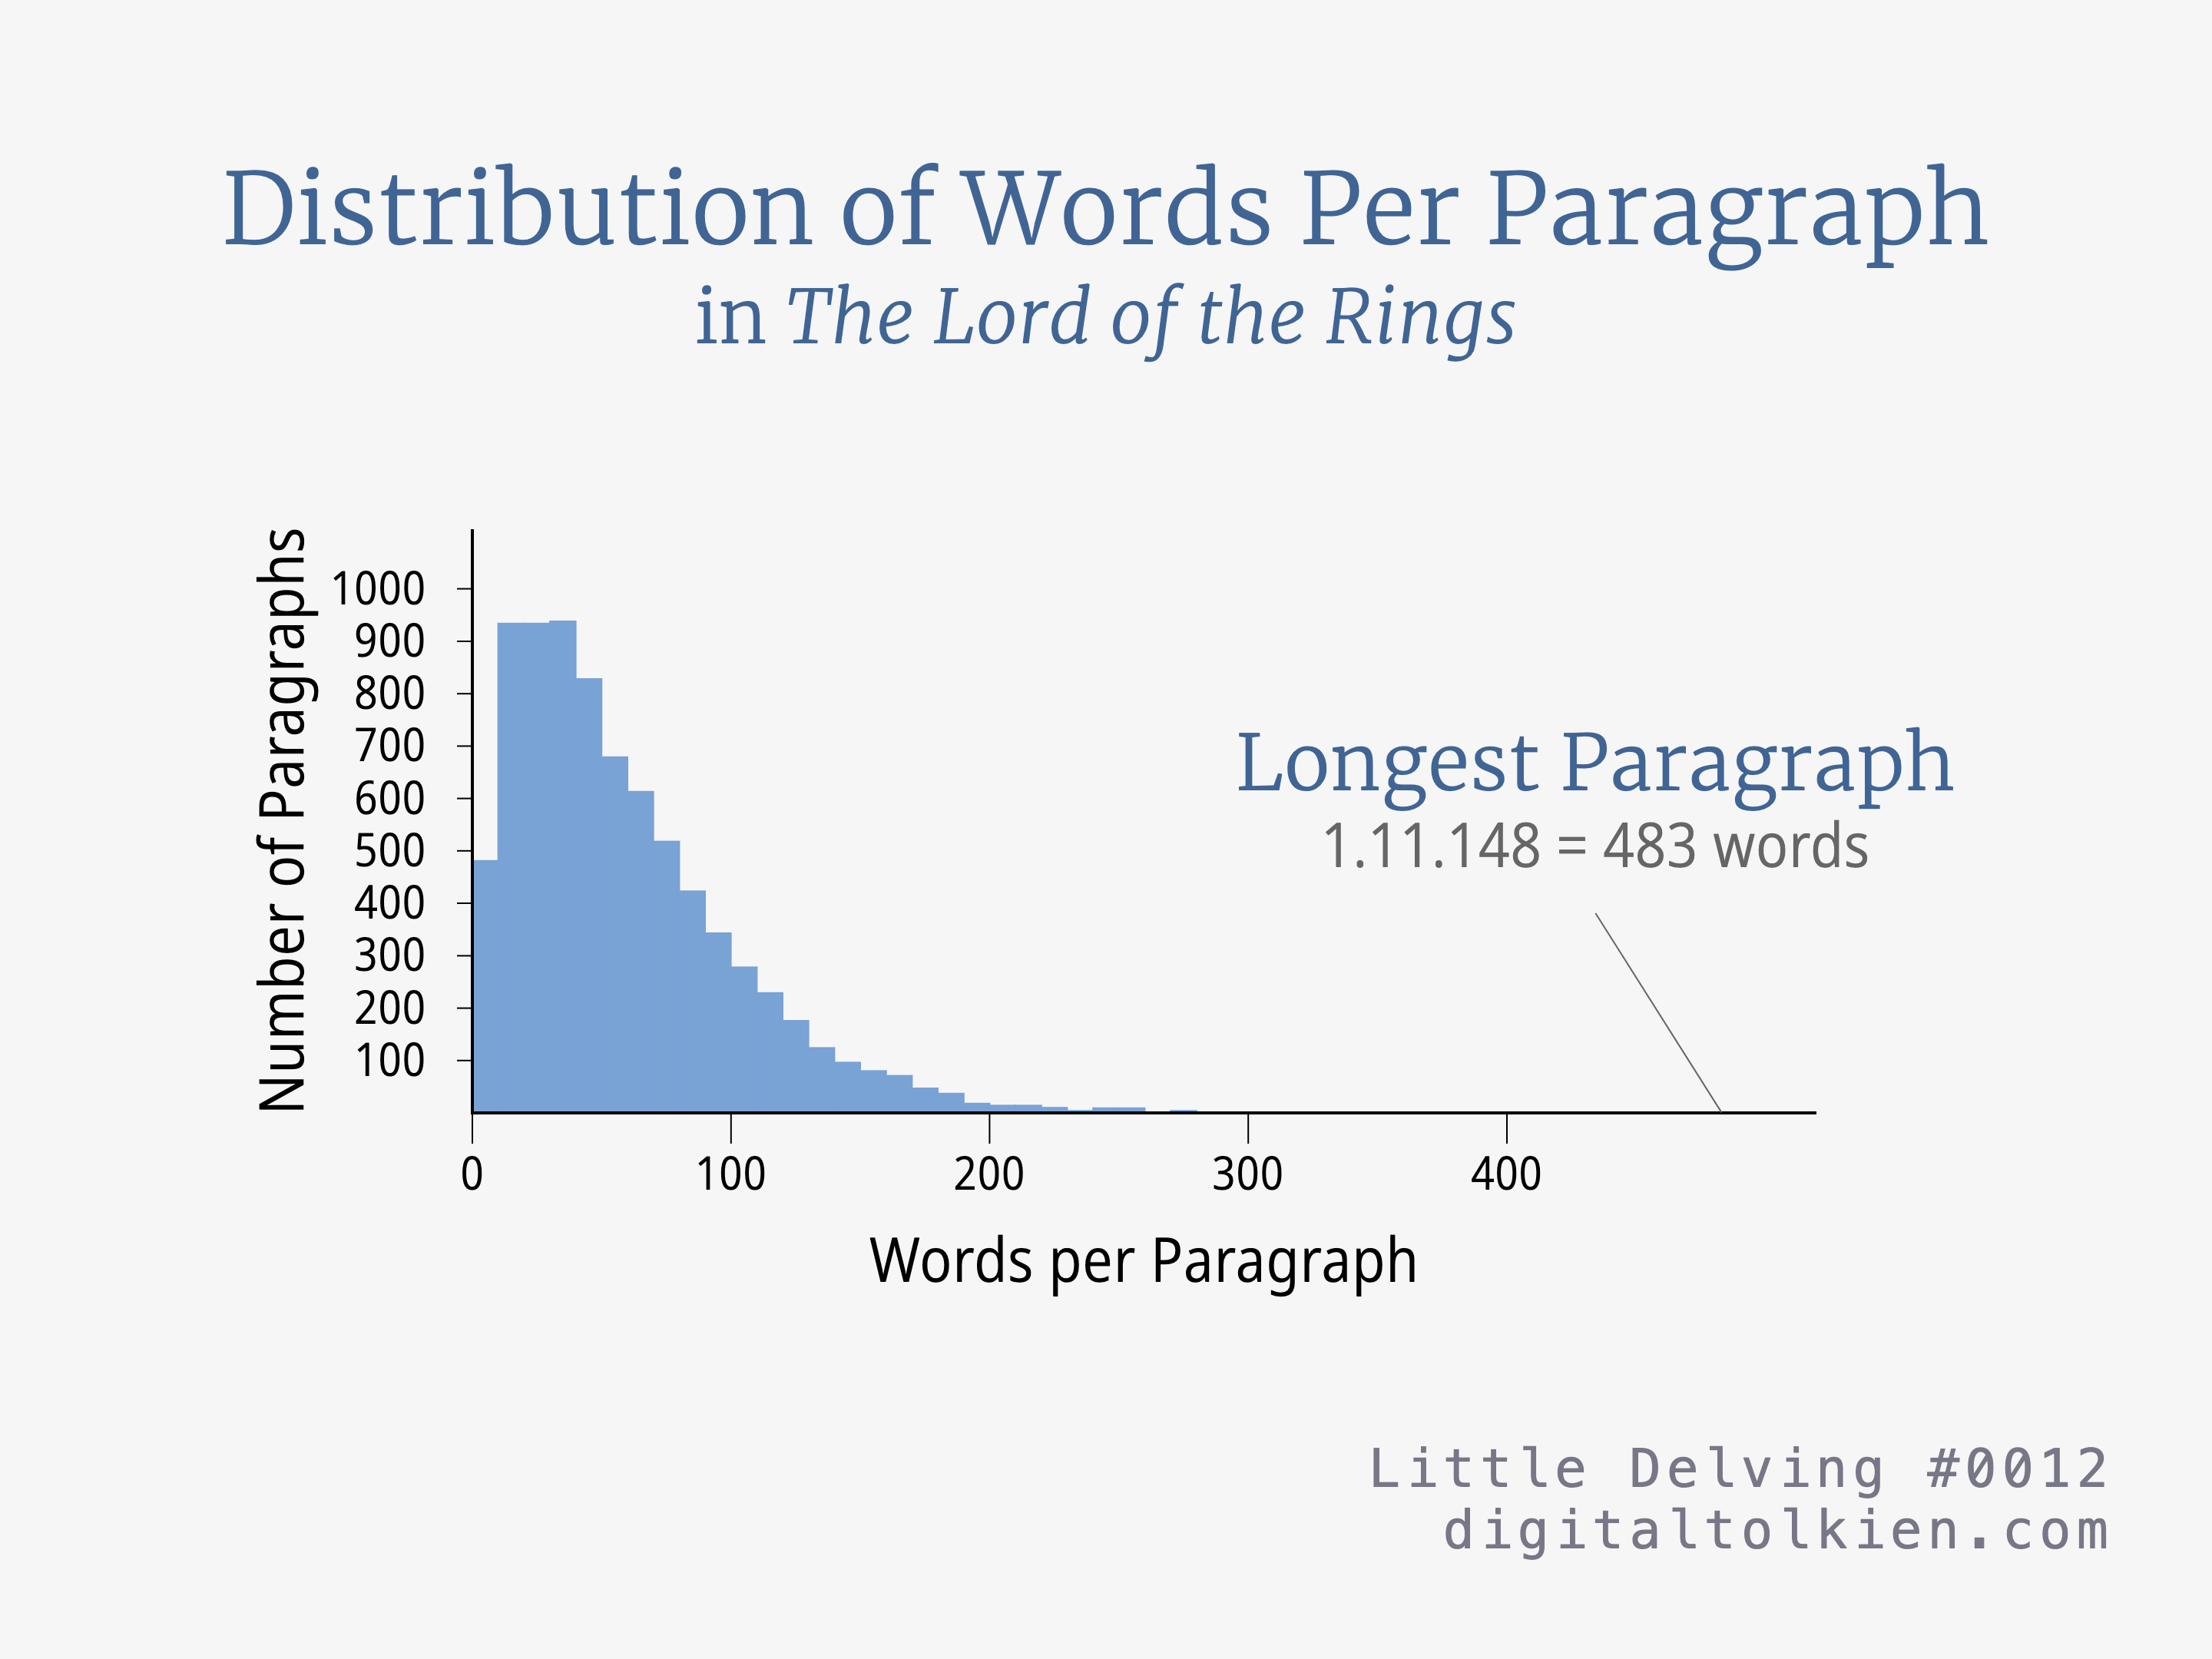 Distribution of Words Per Paragraph
in The Lord of the Rings
Number of Paragraphs
1000
900
800
700
600
500
400
300
200
100
Longest Paragraph
1.11.148 = 483 words
0 100 200 300 400
Words per Paragraph
Little Delving #0012
digitaltolkien.com